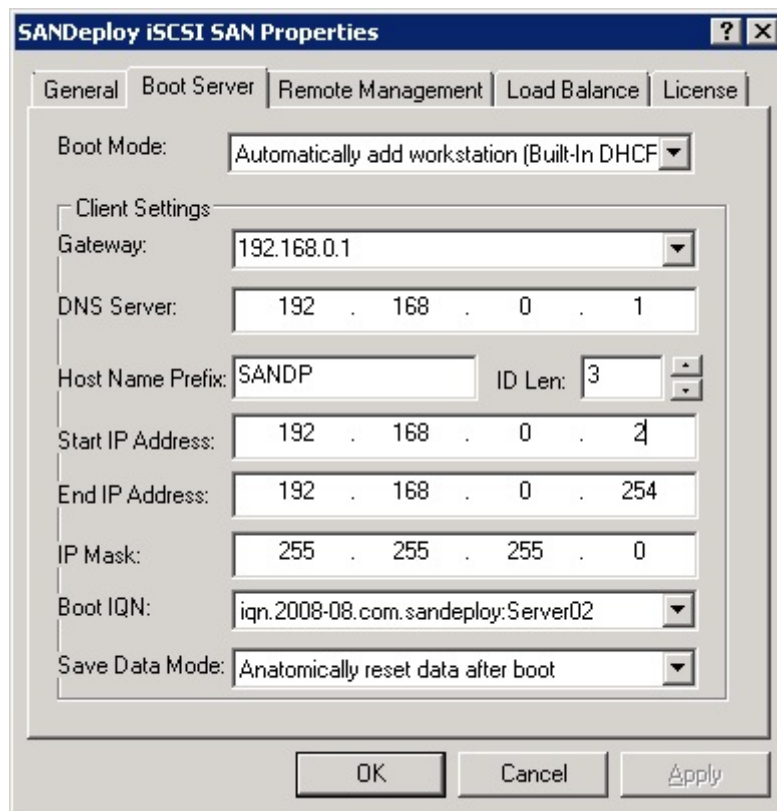 SANDeploy iSCSI SAN Properties
General Boot Server Remote Management Load Balance License
Boot Mode: Automatically add workstation (Built-In DHCF
Client Settings
Gateway: 192.168.0.1
DNS Server: 192 . 168 . 0 . 1
Host Name Prefix: SANDP ID Len: 3
Start IP Address: 192 . 168 . 0 . 2
End IP Address: 192 . 168 . 0 . 254
IP Mask: 255 . 255 . 255 . 0
Boot IQN: iqn.2008-08.com.sandeploy:Server02
Save Data Mode: Anatomically reset data after boot
OK Cancel Apply